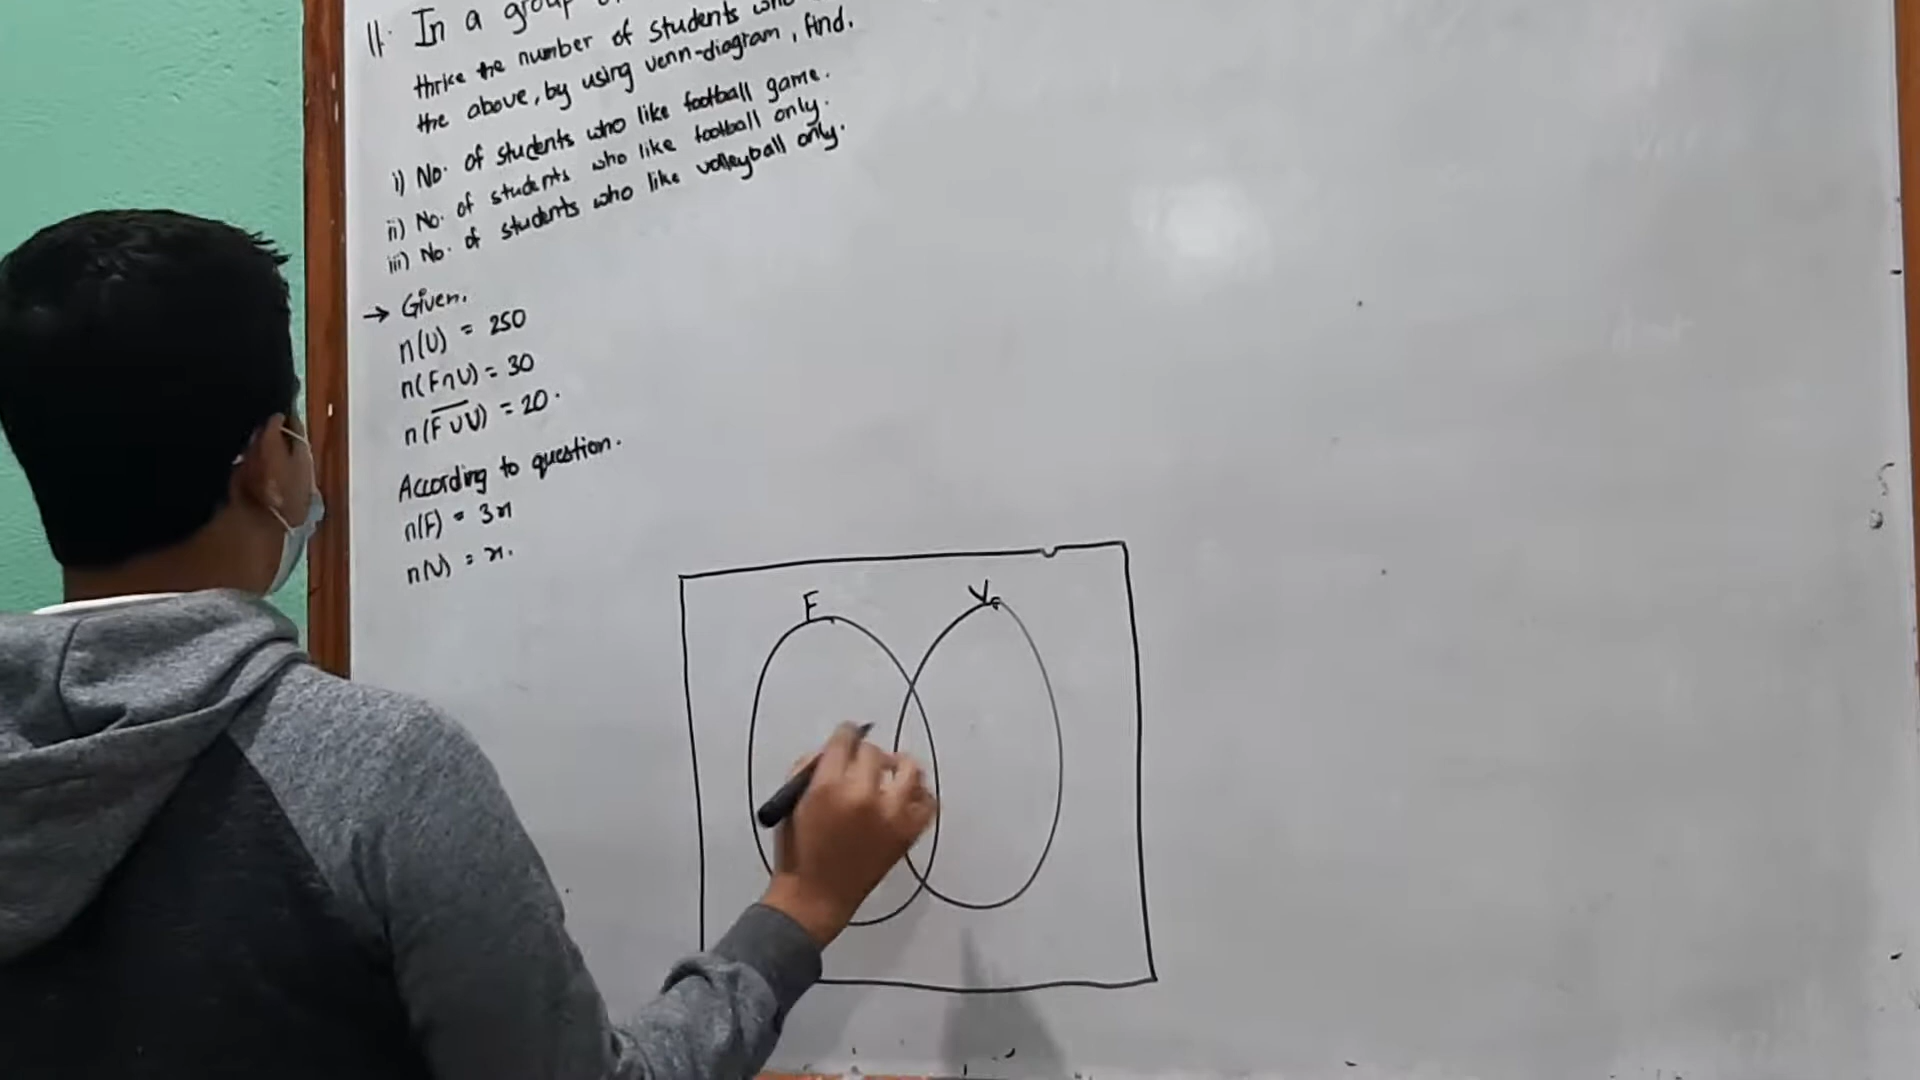 11. In a group
thrice the number of students who
the above, by using venn-diagram, find.
i) No. of students who like football game.
ii) No. of students who like football only.
iii) No. of students who like volleyball only.
→ Given.
n(U) = 250
n(F∩V) = 30
n(F̅∪̅V̅) = 20.
According to question.
n(F) = 3x
n(V) = x.
F V